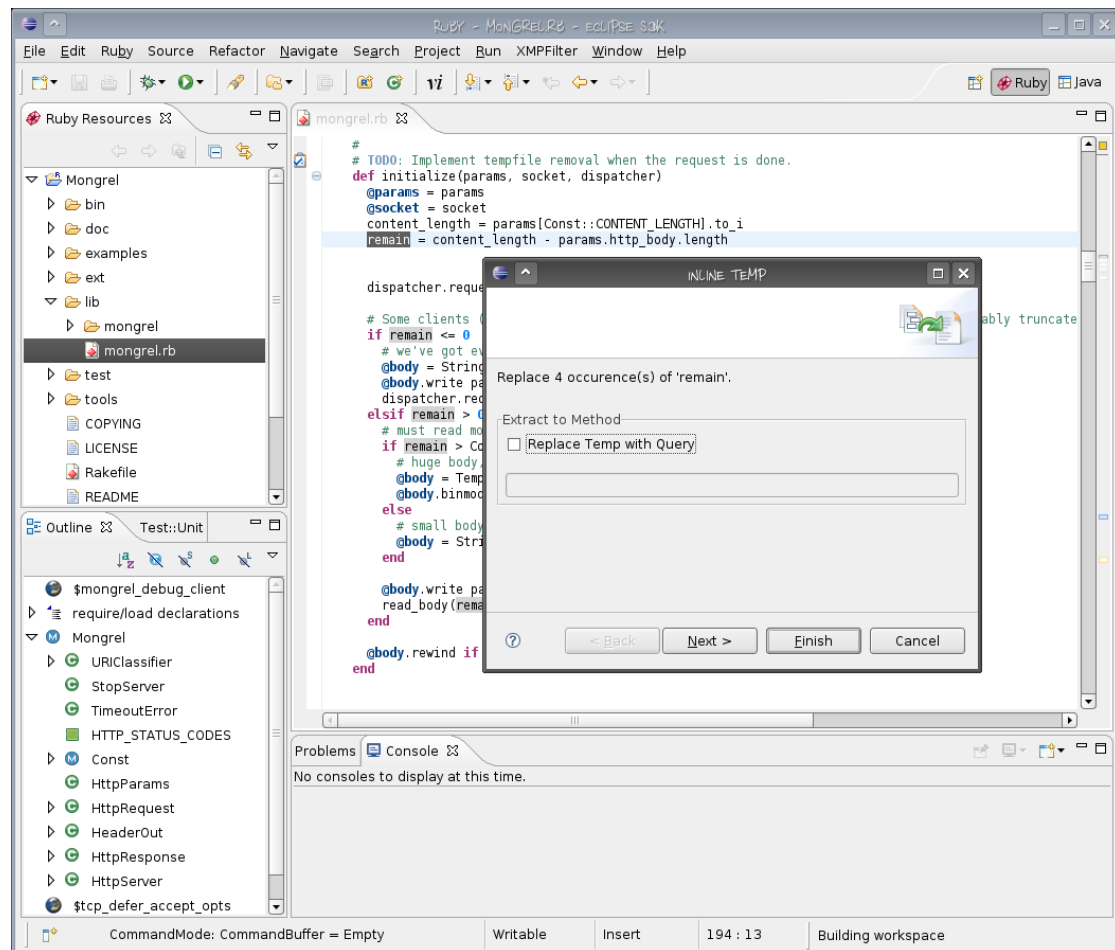 Ruby - Mongrel.rb - Eclipse SDK
File Edit Ruby Source Refactor Navigate Search Project Run XMPFilter Window Help
vi
Ruby Java
Ruby Resources
Mongrel
bin
doc
examples
ext
lib
mongrel
mongrel.rb
test
tools
COPYING
LICENSE
Rakefile
README
mongrel.rb
#
# TODO: Implement tempfile removal when the request is done.
def initialize(params, socket, dispatcher)
@params = params
@socket = socket
content_length = params[Const::CONTENT_LENGTH].to_i
remain = content_length - params.http_body.length
dispatcher.reque
# Some clients ( ably truncate
if remain <= 0
# we've got ev
@body = String
@body.write pa
dispatcher.req
elsif remain > 0
# must read mo
if remain > Co
# huge body,
@body = Temp
@body.binmod
else
# small body
@body = Stri
end
@body.write pa
read_body(rema
end
@body.rewind if
end
Inline Temp
Replace 4 occurence(s) of 'remain'.
Extract to Method
Replace Temp with Query
< Back Next > Finish Cancel
Outline Test::Unit
$mongrel_debug_client
require/load declarations
Mongrel
URIClassifier
StopServer
TimeoutError
HTTP_STATUS_CODES
Const
HttpParams
HttpRequest
HeaderOut
HttpResponse
HttpServer
$tcp_defer_accept_opts
Problems Console
No consoles to display at this time.
CommandMode: CommandBuffer = Empty Writable Insert 194 : 13 Building workspace